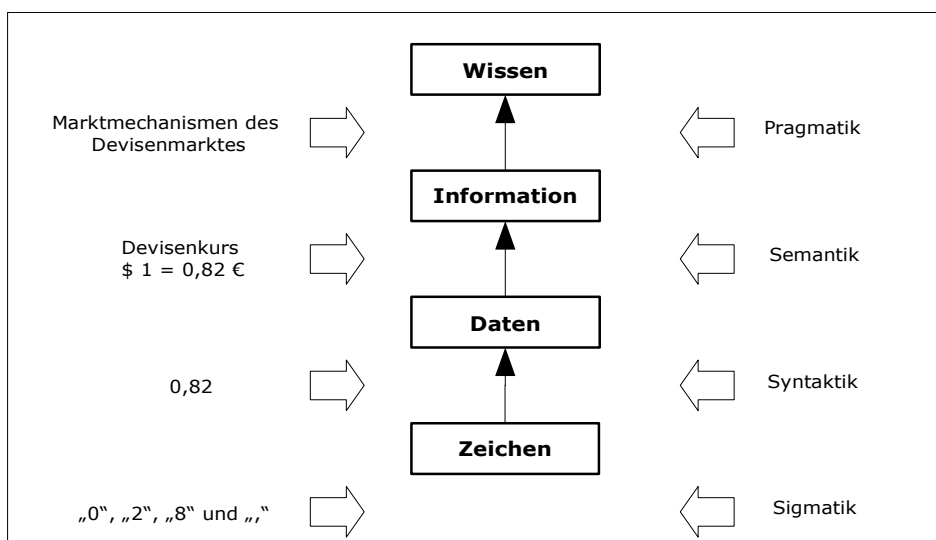 Wissen
Marktmechanismen des
Devisenmarktes
Pragmatik
Information
Devisenkurs
$ 1 = 0,82 €
Semantik
Daten
0,82
Syntaktik
Zeichen
„0“, „2“, „8“ und „,“
Sigmatik